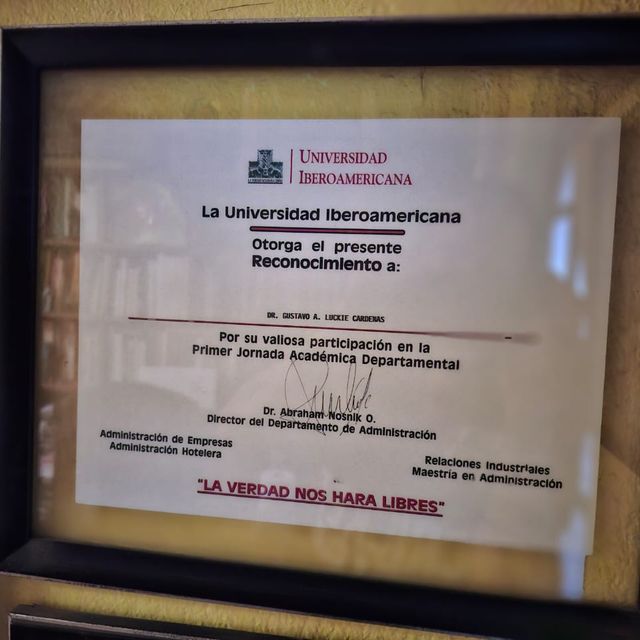 UNIVERSIDAD
IBEROAMERICANA
La Universidad Iberoamericana
Otorga el presente
Reconocimiento a:
DR. GUSTAVO A. LUCKIE CARDENAS
Por su valiosa participación en la
Primer Jornada Académica Departamental
Dr. Abraham Nosnik O.
Director del Departamento de Administración
Administración de Empresas
Administración Hotelera
Relaciones Industriales
Maestría en Administración
"LA VERDAD NOS HARA LIBRES"